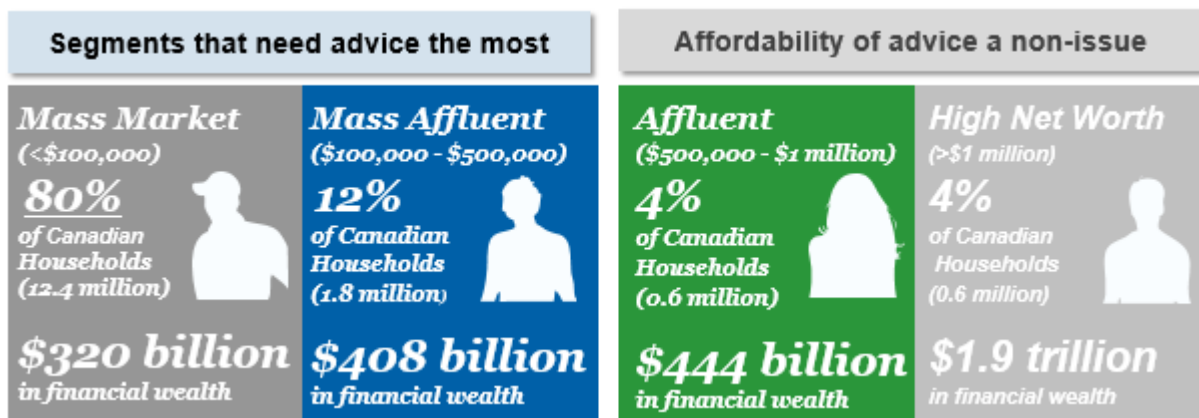 Segments that need advice the most
Affordability of advice a non-issue
Mass Market
(<$100,000)
80%
of Canadian
Households
(12.4 million)
$320 billion
in financial wealth
Mass Affluent
($100,000 - $500,000)
12%
of Canadian
Households
(1.8 million)
$408 billion
in financial wealth
Affluent
($500,000 - $1 million)
4%
of Canadian
Households
(0.6 million)
$444 billion
in financial wealth
High Net Worth
(>$1 million)
4%
of Canadian
Households
(0.6 million)
$1.9 trillion
in financial wealth